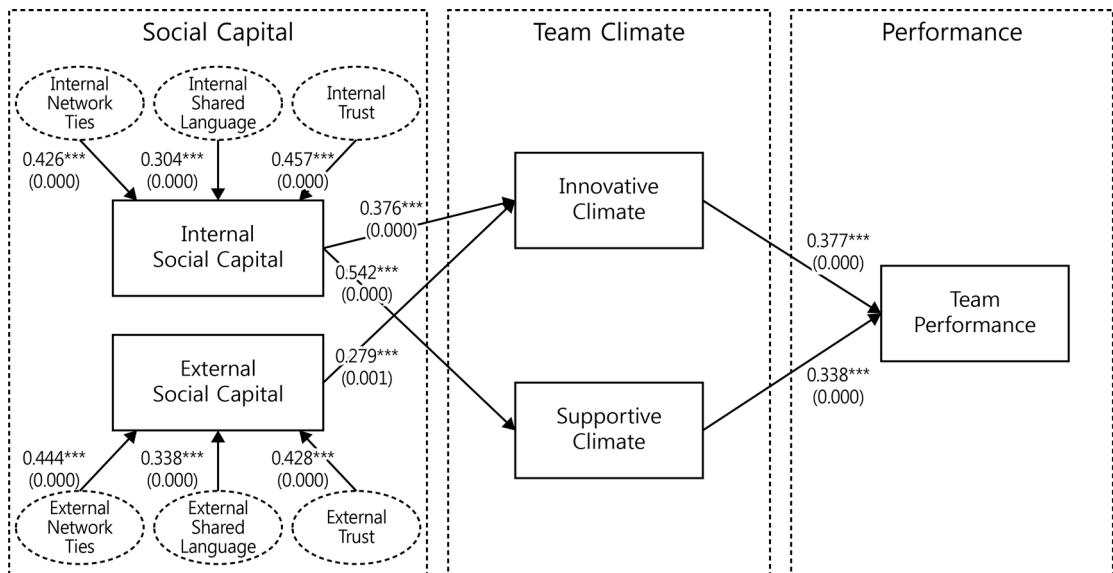 Social Capital
Team Climate
Performance
Internal
Network
Ties
Internal
Shared
Language
Internal
Trust
0.426***
(0.000)
0.304***
(0.000)
0.457***
(0.000)
Internal
Social Capital
0.376***
(0.000)
0.542***
(0.000)
Innovative
Climate
0.377***
(0.000)
Team
Performance
External
Social Capital
0.279***
(0.001)
Supportive
Climate
0.338***
(0.000)
0.444***
(0.000)
0.338***
(0.000)
0.428***
(0.000)
External
Network
Ties
External
Shared
Language
External
Trust